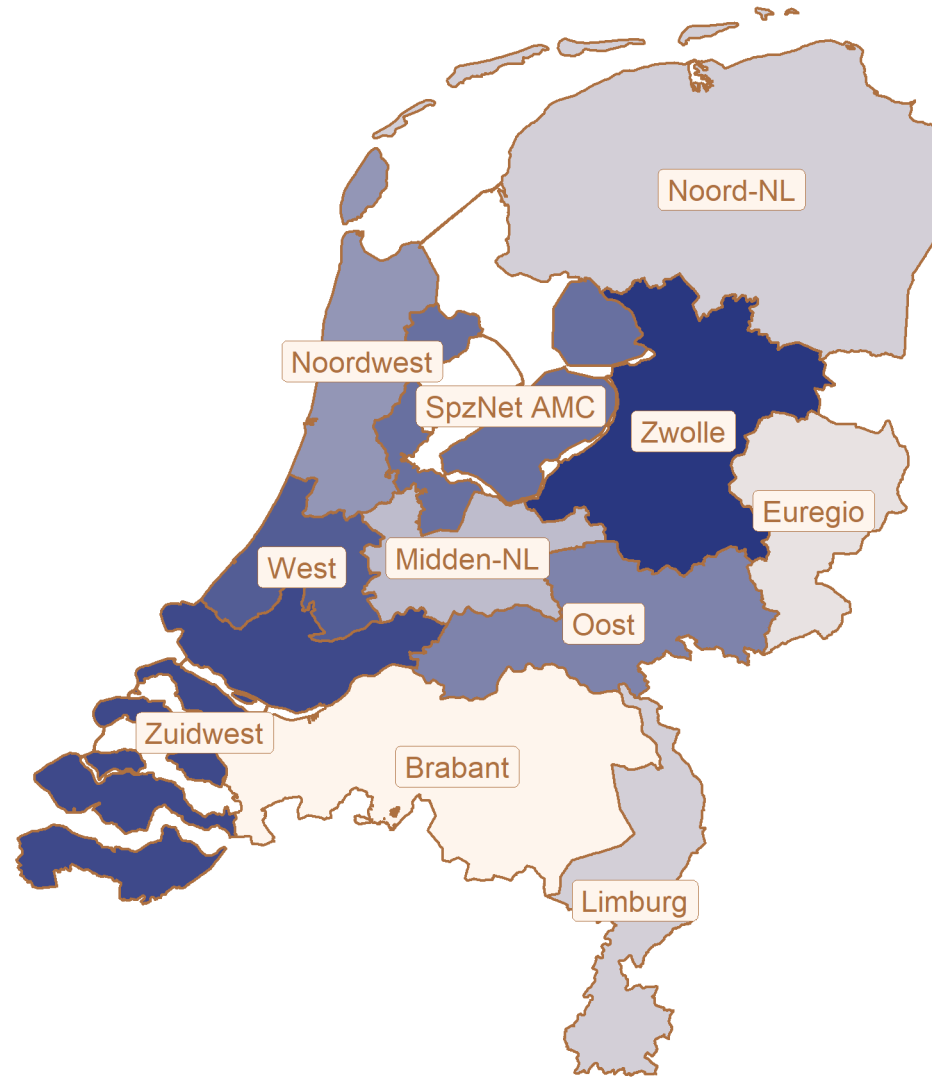 Noord-NL
Noordwest
SpzNet AMC
Zwolle
Euregio
Midden-NL
West
Oost
Zuidwest
Brabant
Limburg